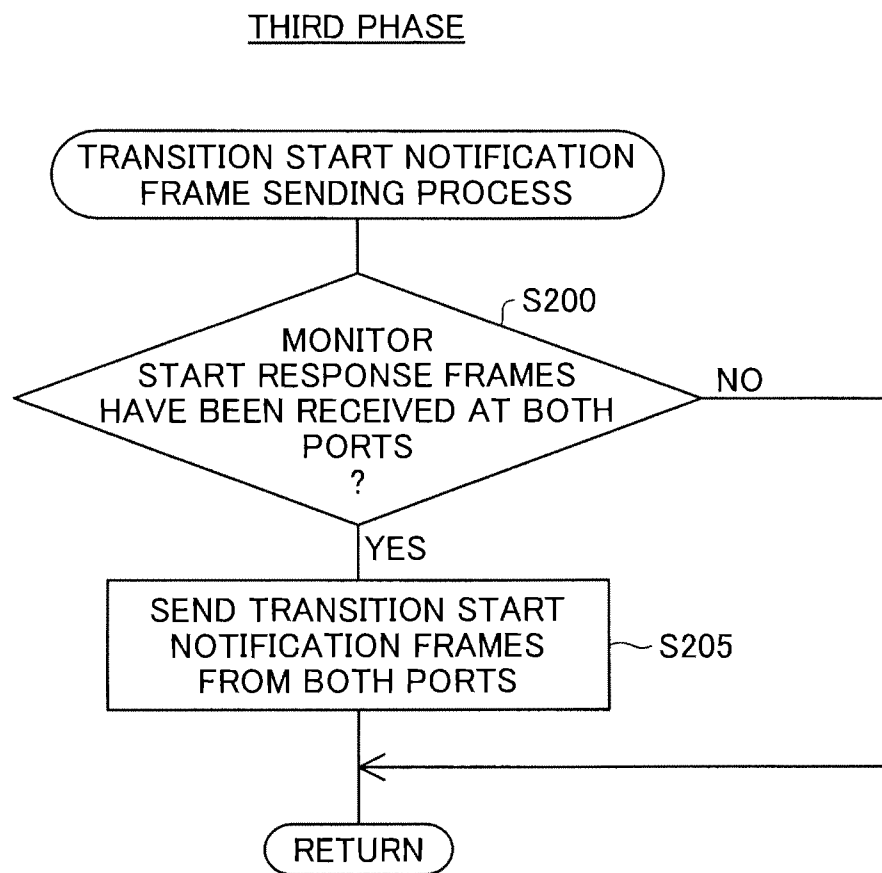 THIRD PHASE
TRANSITION START NOTIFICATION
FRAME SENDING PROCESS
S200
MONITOR
START RESPONSE FRAMES
HAVE BEEN RECEIVED AT BOTH
PORTS
?
NO
YES
SEND TRANSITION START
NOTIFICATION FRAMES
FROM BOTH PORTS
S205
RETURN